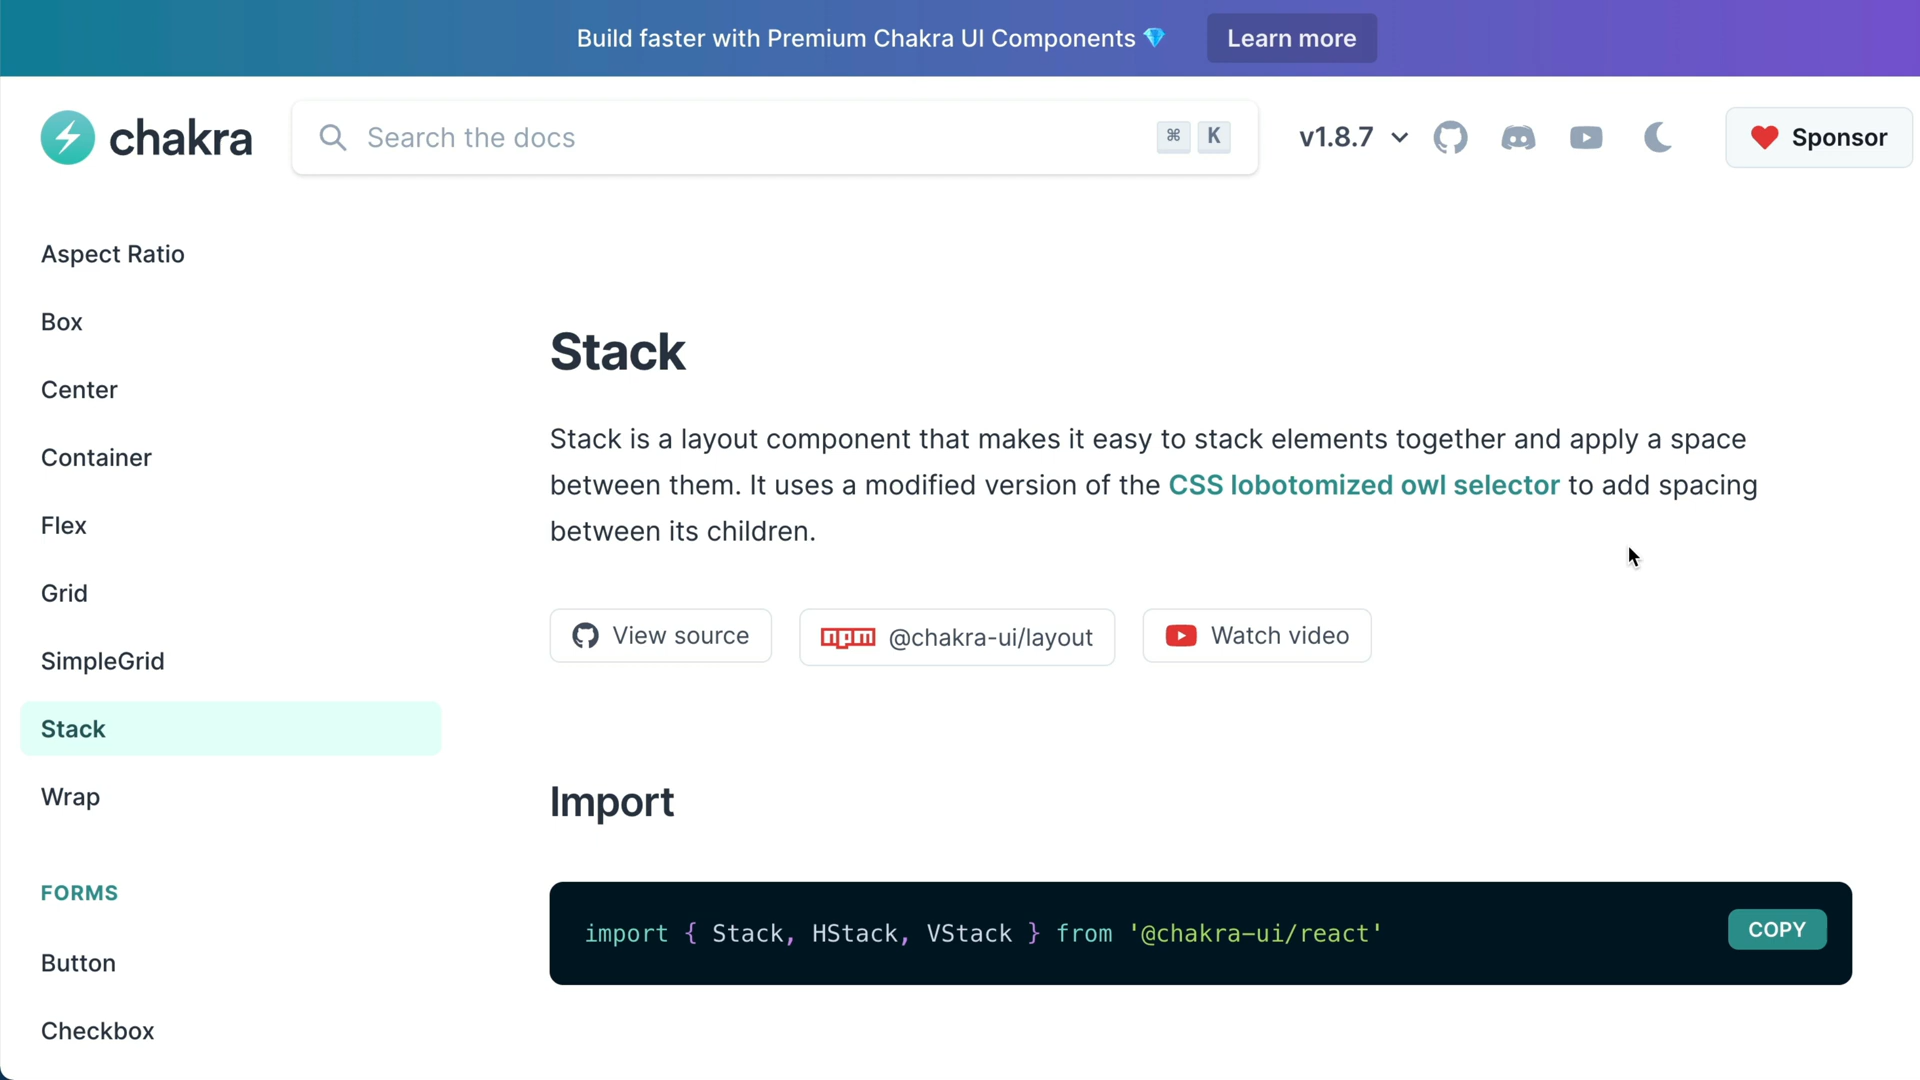 Build faster with Premium Chakra UI Components 💎 Learn more
chakra
Search the docs
⌘ K
v1.8.7
Sponsor
Aspect Ratio
Box
Center
Container
Flex
Grid
SimpleGrid
Stack
Wrap
FORMS
Button
Checkbox
Stack
Stack is a layout component that makes it easy to stack elements together and apply a space
between them. It uses a modified version of the CSS lobotomized owl selector to add spacing
between its children.
View source
npm @chakra-ui/layout
Watch video
Import
import { Stack, HStack, VStack } from '@chakra-ui/react'
COPY